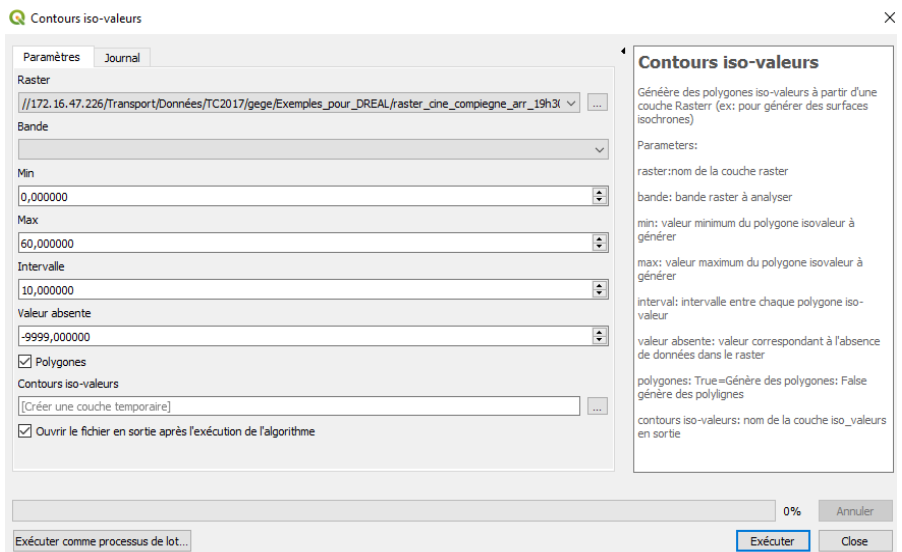 Contours iso-valeurs
Paramètres
Journal
Raster
//172.16.47.226/Transport/Données/TC2017/gege/Exemples_pour_DREAL/raster_cine_compiegne_arr_19h3
...
Bande
Min
0,000000
Max
60,000000
Intervalle
10,000000
Valeur absente
-9999,000000
Polygones
Contours iso-valeurs
[Créer une couche temporaire]
...
Ouvrir le fichier en sortie après l'exécution de l'algorithme
Contours iso-valeurs
Génèère des polygones iso-valeurs à partir d'une
couche Rasterr (ex: pour générer des surfaces
isochrones)
Parameters:
raster:nom de la couche raster
bande: bande raster à analyser
min: valeur minimum du polygone isovaleur à
générer
max: valeur maximum du polygone isovaleur à
générer
interval: intervalle entre chaque polygone iso-
valeur
valeur absente: valeur correspondant à l'absence
de données dans le raster
polygones: True=Génère des polygones: False
génère des polylignes
contours iso-valeurs: nom de la couche iso_valeurs
en sortie
0%
Annuler
Exécuter comme processus de lot...
Exécuter
Close